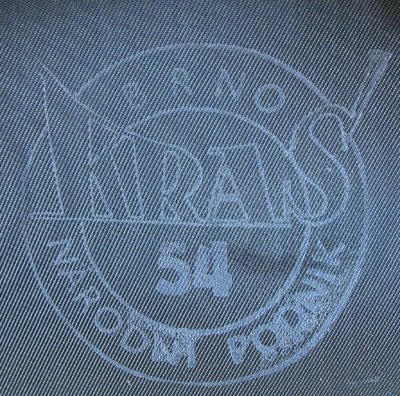 BRNO
KRAS
54
NÁRODNÍ PODNIK